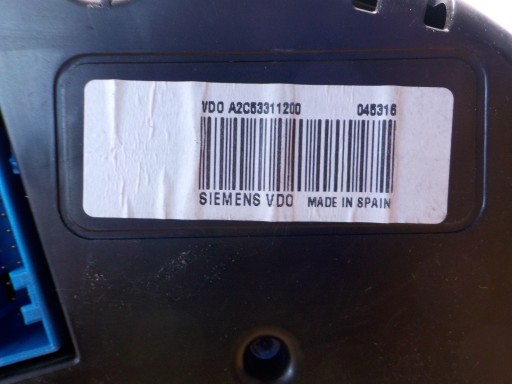 VDO A2C53311200 045316
SIEMENS VDO MADE IN SPAIN